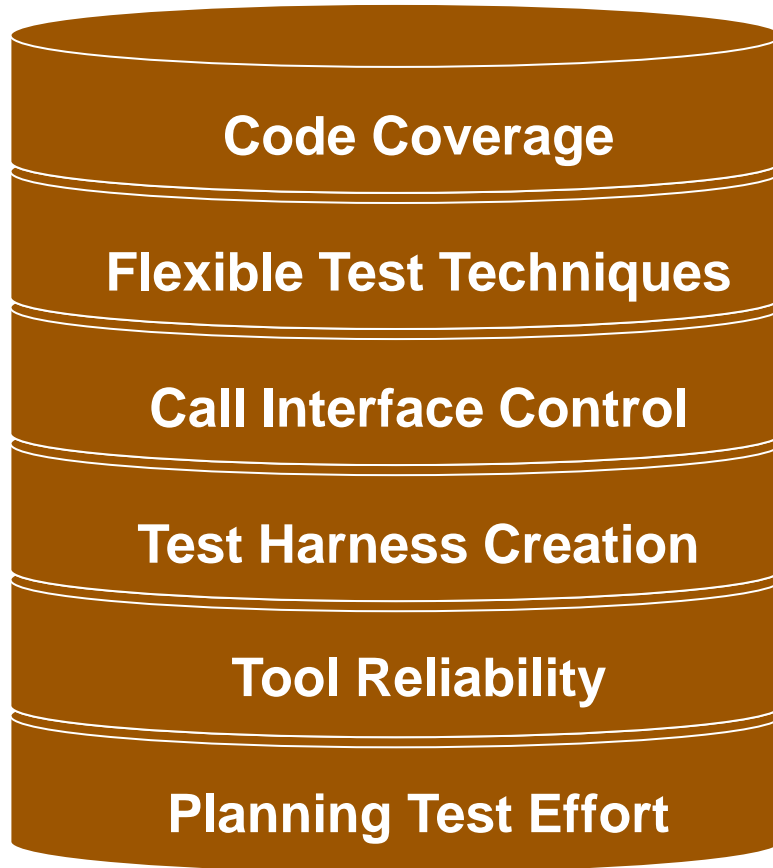 Code Coverage
Flexible Test Techniques
Call Interface Control
Test Harness Creation
Tool Reliability
Planning Test Effort